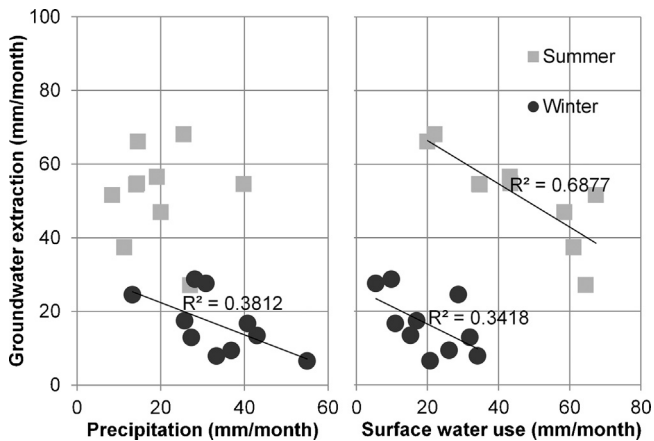 Groundwater extraction (mm/month)
100
80
60
40
20
0
R² = 0.3812
0
20
40
60
Precipitation (mm/month)
Summer
Winter
R² = 0.6877
R² = 0.3418
0
20
40
60
80
Surface water use (mm/month)